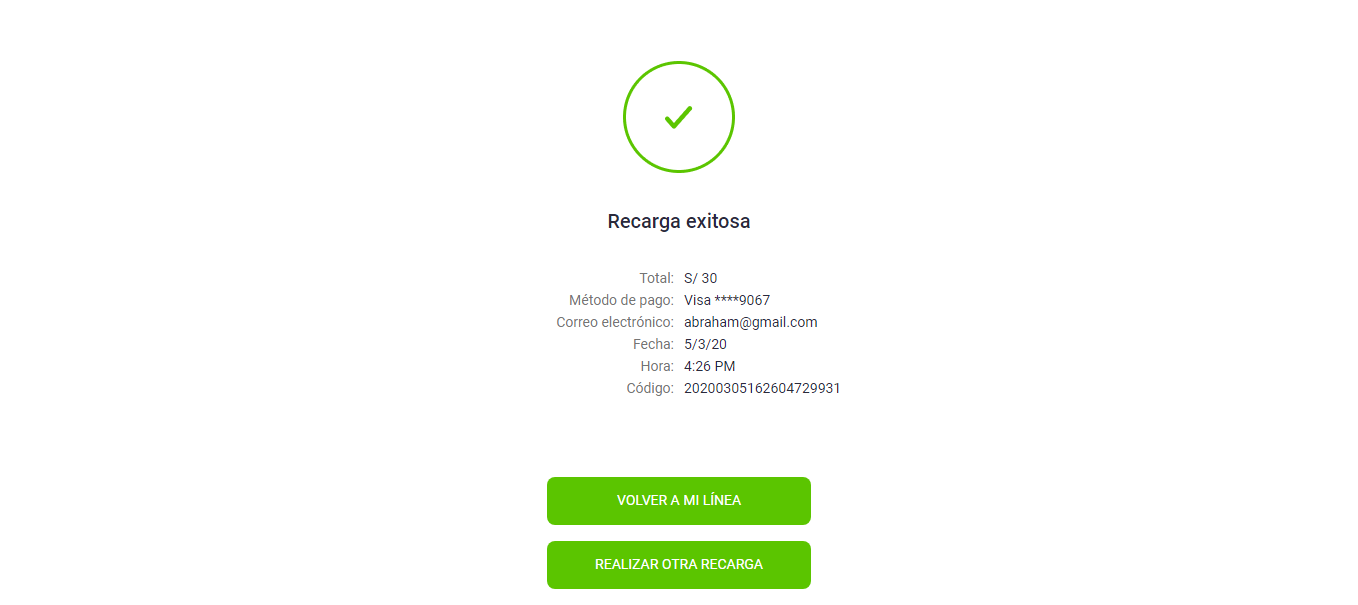 Recarga exitosa
Total: S/ 30
Método de pago: Visa ****9067
Correo electrónico: abraham@gmail.com
Fecha: 5/3/20
Hora: 4:26 PM
Código: 20200305162604729931
VOLVER A MI LÍNEA
REALIZAR OTRA RECARGA